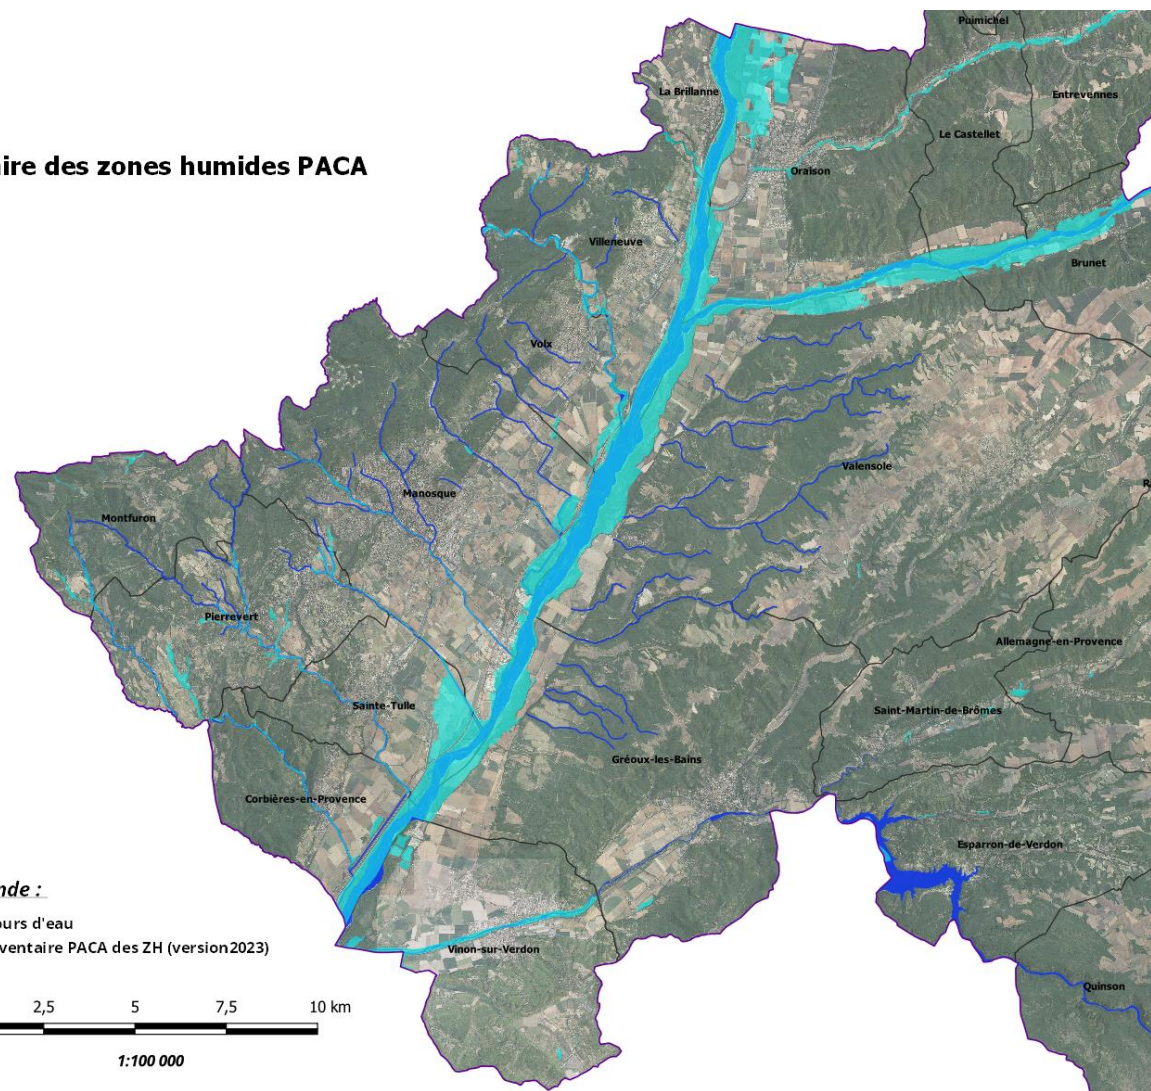 Puimichel
La Brillanne
Entrevennes
Le Castellet
aire des zones humides PACA
Oraison
Villeneuve
Brunet
Volx
Valensole
Manosque
Montfuron
Pierrevert
Allemagne-en-Provence
Sainte-Tulle
Saint-Martin-de-Brômes
Gréoux-les-Bains
Corbières-en-Provence
Esparron-de-Verdon
nde :
ours d'eau
ventaire PACA des ZH (version2023)
Vinon-sur-Verdon
Quinson
2,5 5 7,5 10 km
1:100 000